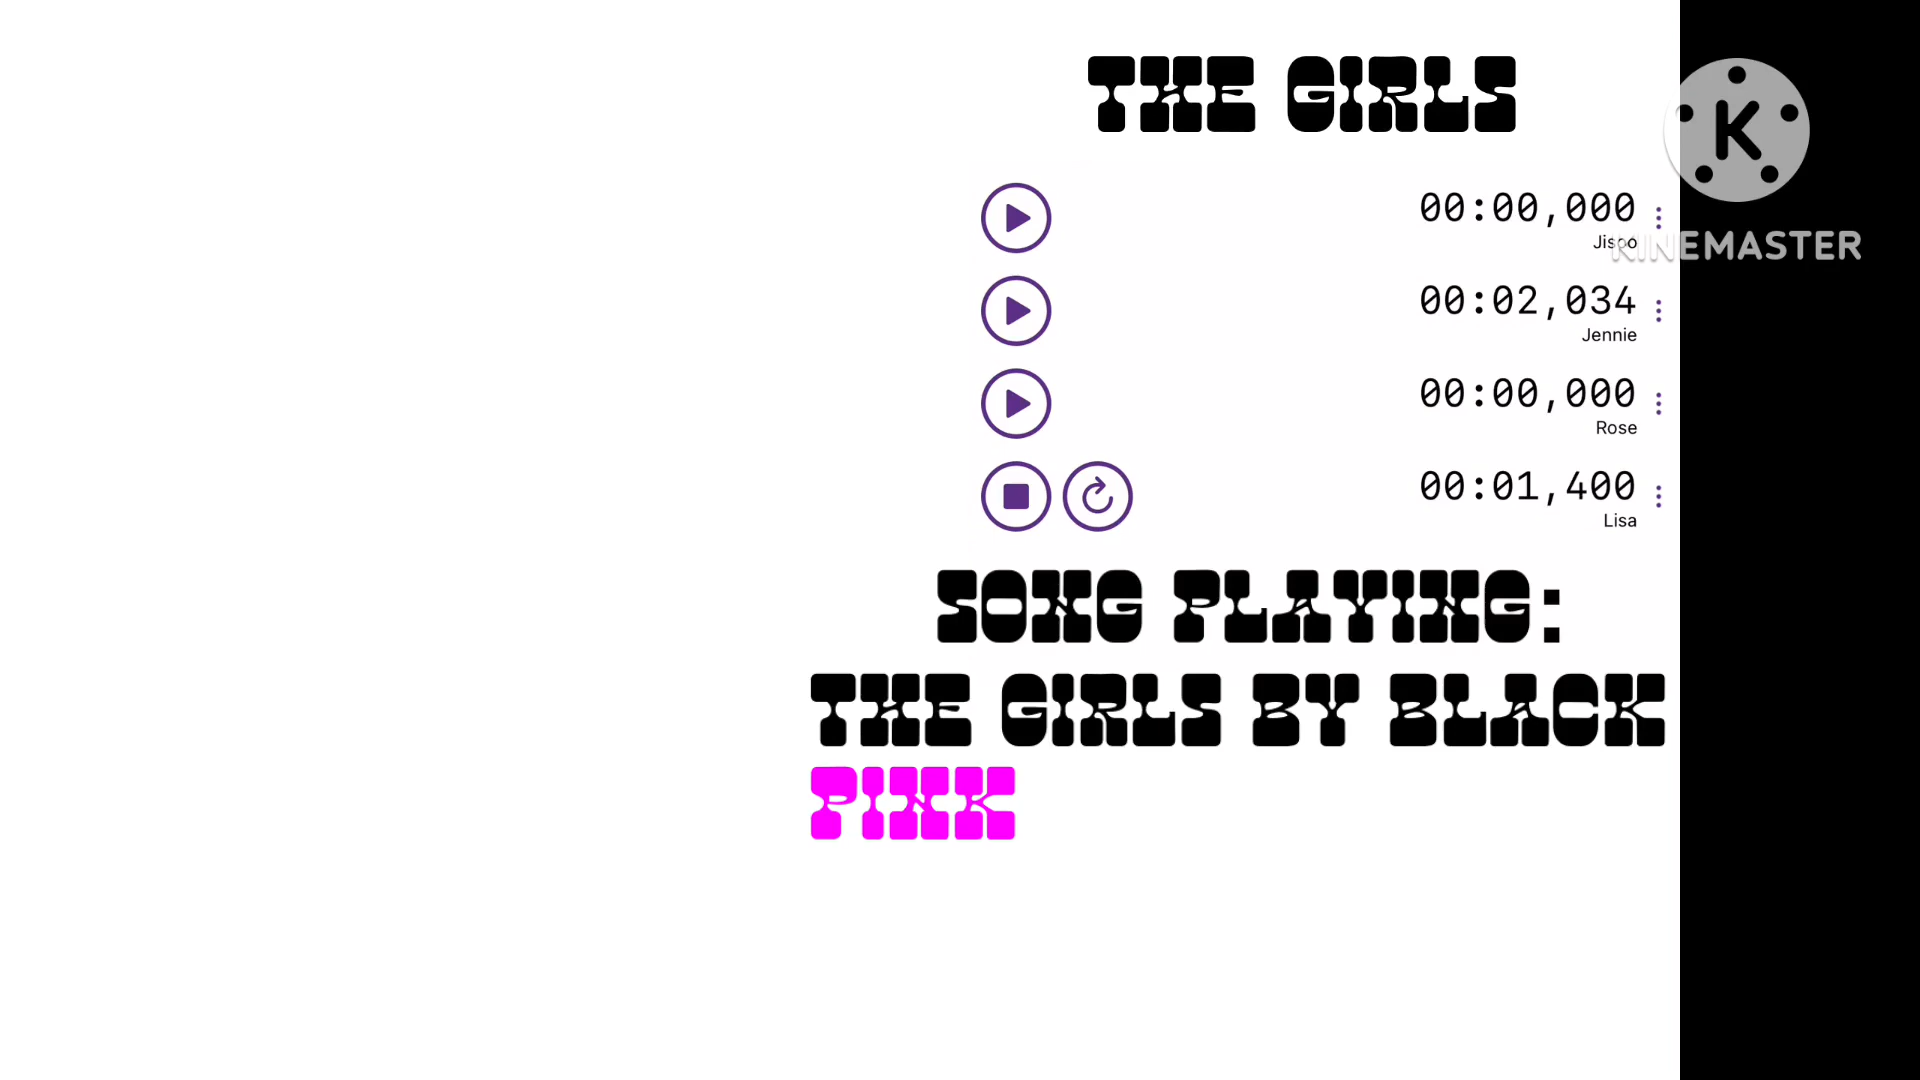 THE GIRLS
K
00:00,000
Jisoo
KINEMASTER
00:02,034
Jennie
00:00,000
Rose
00:01,400
Lisa
SONG PLAYING:
THE GIRLS BY BLACK
PINK